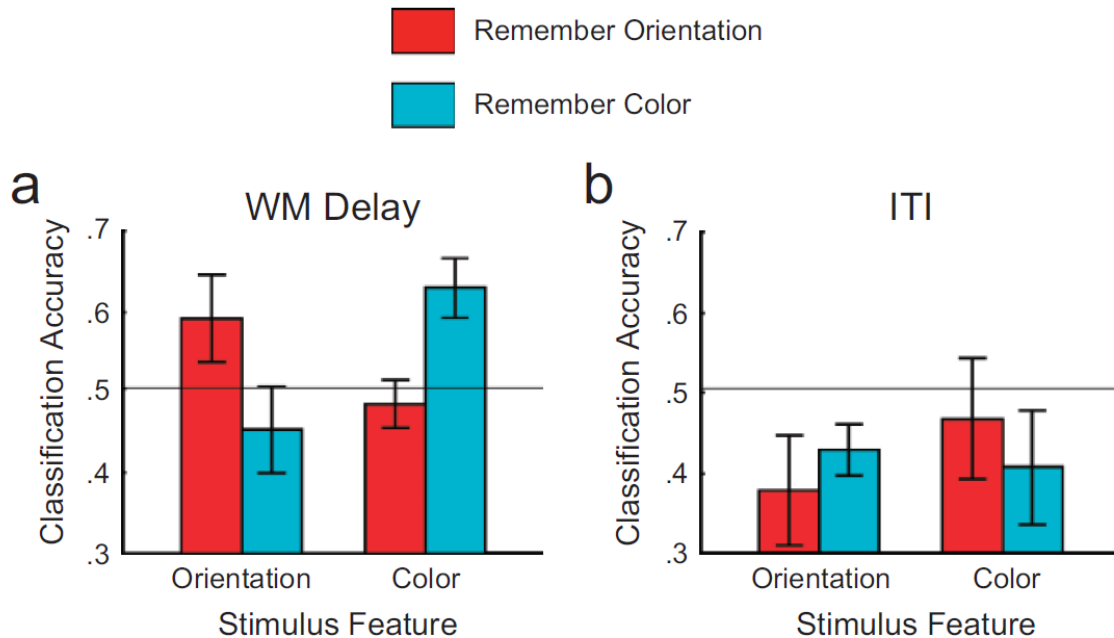 Remember Orientation
Remember Color
a
WM Delay
Classification Accuracy
.7
.6
.5
.4
.3
Orientation Color
Stimulus Feature
b
ITI
Classification Accuracy
.7
.6
.5
.4
.3
Orientation Color
Stimulus Feature